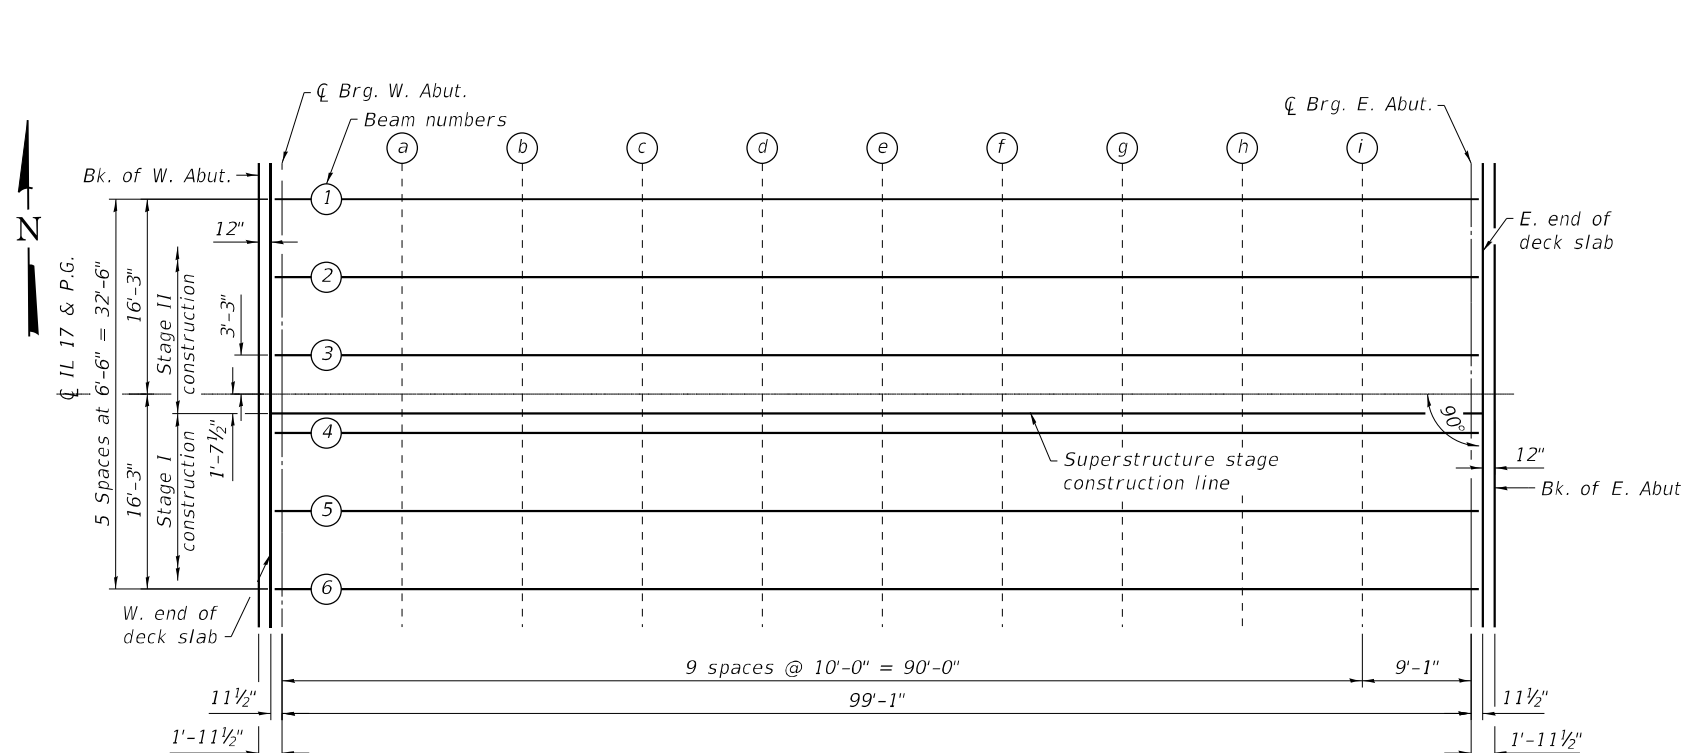 ℄ Brg. W. Abut.
℄ Brg. E. Abut.
Beam numbers
a b c d e f g h i
Bk. of W. Abut.
N
1
12"
E. end of
deck slab
2
℄ IL 17 & P.G.
5 Spaces at 6'-6" = 32'-6"
16'-3"
Stage II
construction
3'-3"
3
90°
4
1'-7½"
16'-3"
Stage I
construction
Superstructure stage
construction line
12"
Bk. of E. Abut
5
6
W. end of
deck slab
9 spaces @ 10'-0" = 90'-0"
9'-1"
11½"
99'-1"
11½"
1'-11½"
1'-11½"